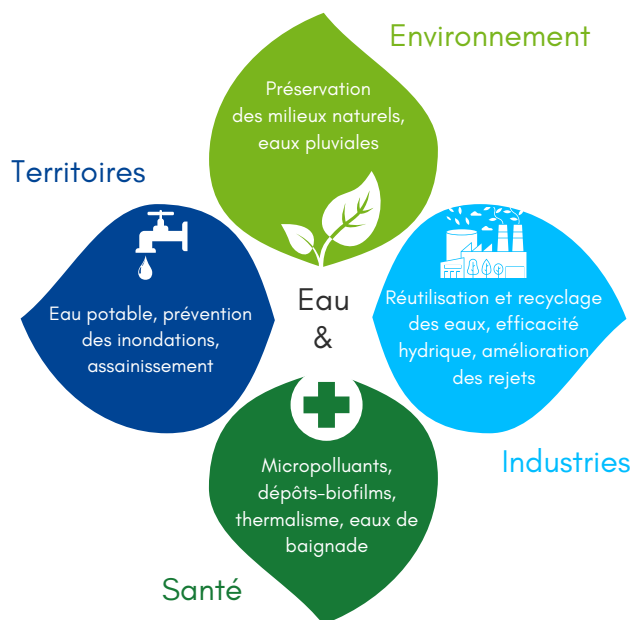 Environnement
Préservation
des milieux naturels,
eaux pluviales
Territoires
Eau potable, prévention
des inondations,
assainissement
Eau
&
Réutilisation et recyclage
des eaux, efficacité
hydrique, amélioration
des rejets
Industries
Micropolluants,
dépôts-biofilms,
thermalisme, eaux de
baignade
Santé